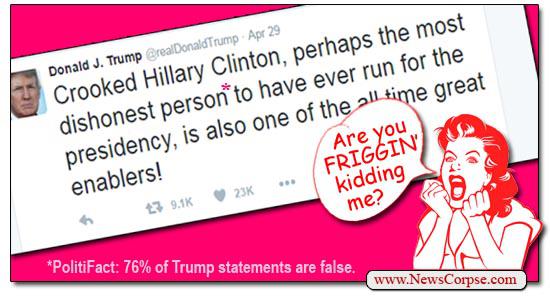 Donald J. Trump @realDonaldTrump · Apr 29
Crooked Hillary Clinton, perhaps the most
dishonest person* to have ever run for the
presidency, is also one of the all time great
enablers!
9.1K 23K
Are you
FRIGGIN'
kidding
me?
*PolitiFact: 76% of Trump statements are false.
www.NewsCorpse.com